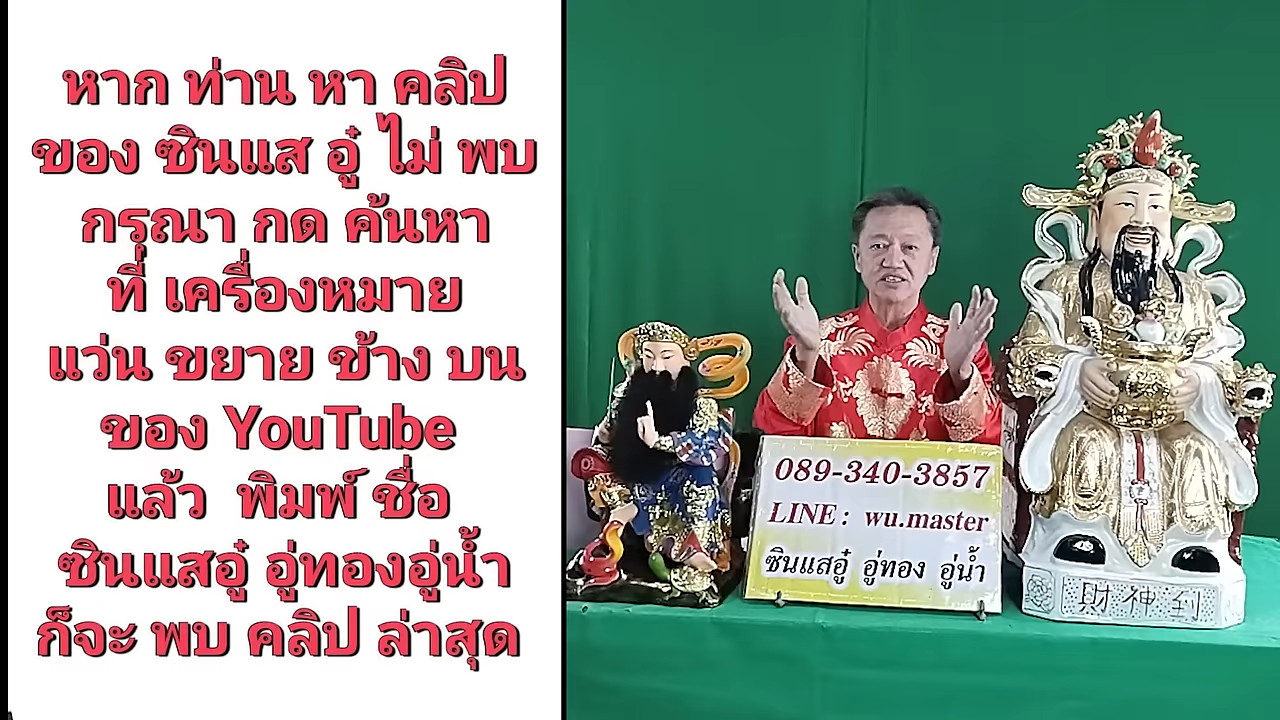 หาก ท่าน หา คลิป
ของ ซินแส อู๋ ไม่ พบ
กรุณา กด ค้นหา
ที่ เครื่องหมาย
แว่น ขยาย ข้าง บน
ของ YouTube
แล้ว พิมพ์ ชื่อ
ซินแสอู๋ อู่ทองอู่น้ำ
ก็จะ พบ คลิป ล่าสุด
089-340-3857
LINE : wu.master
ซินแสอู๋ อู่ทอง อู่น้ำ
財神到